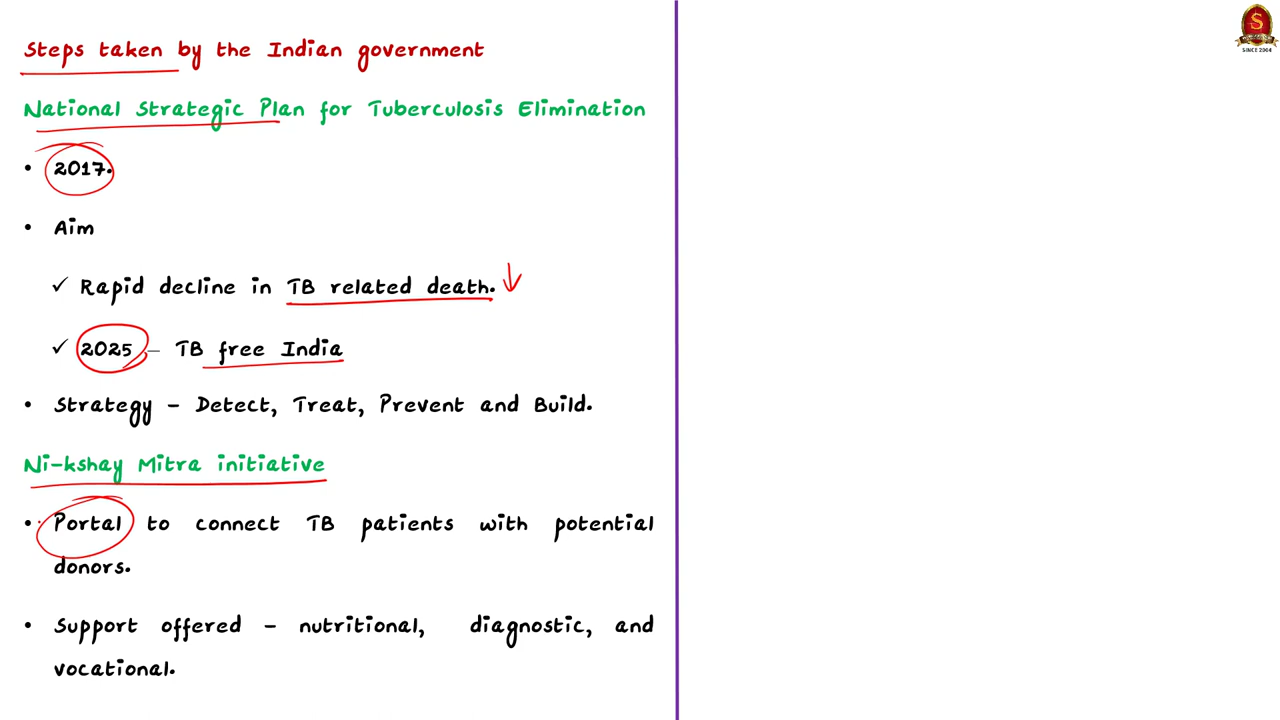 Steps taken by the Indian government
National Strategic Plan for Tuberculosis Elimination
• 2017.
• Aim
✓ Rapid decline in TB related death.
✓ 2025 – TB free India
• Strategy – Detect, Treat, Prevent and Build.
Ni-kshay Mitra initiative
• Portal to connect TB patients with potential
donors.
• Support offered – nutritional, diagnostic, and
vocational.
S
SINCE 2004